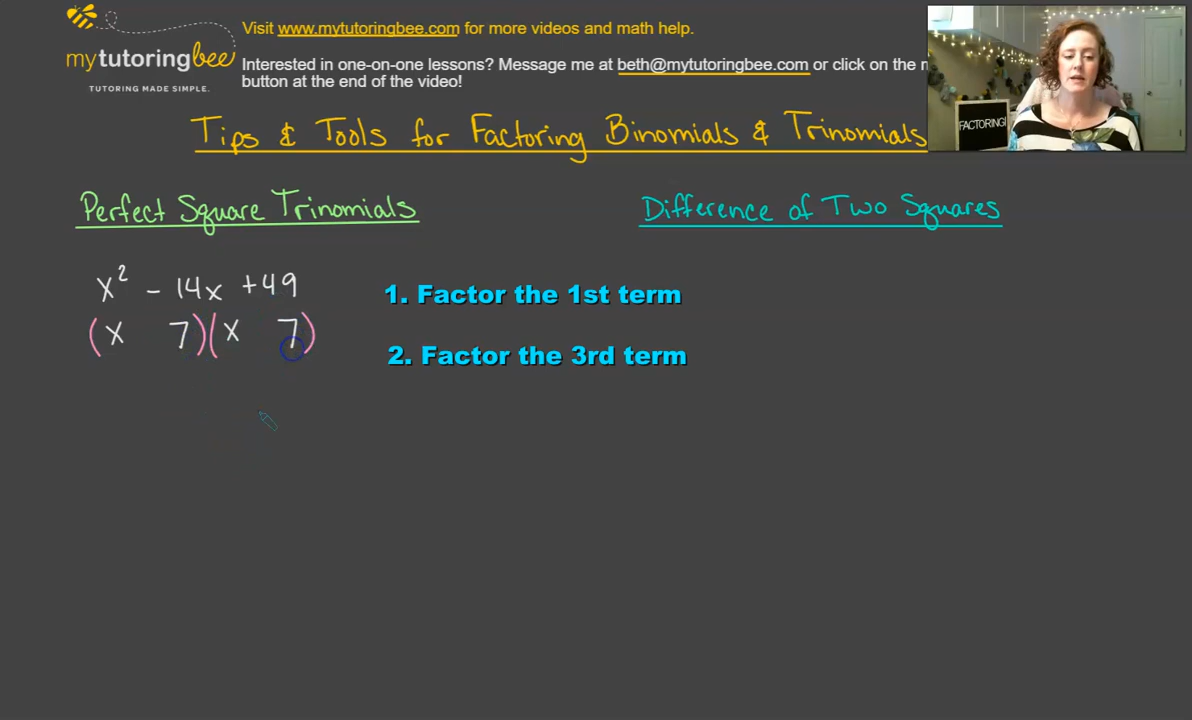 Visit www.mytutoringbee.com for more videos and math help.
mytutoringbee
TUTORING MADE SIMPLE.
Interested in one-on-one lessons? Message me at beth@mytutoringbee.com or click on the
button at the end of the video!
FACTORING!
Tips & Tools for Factoring Binomials & Trinomials
Perfect Square Trinomials
Difference of Two Squares
x² - 14x + 49
(x 7)(x 7)
1. Factor the 1st term
2. Factor the 3rd term